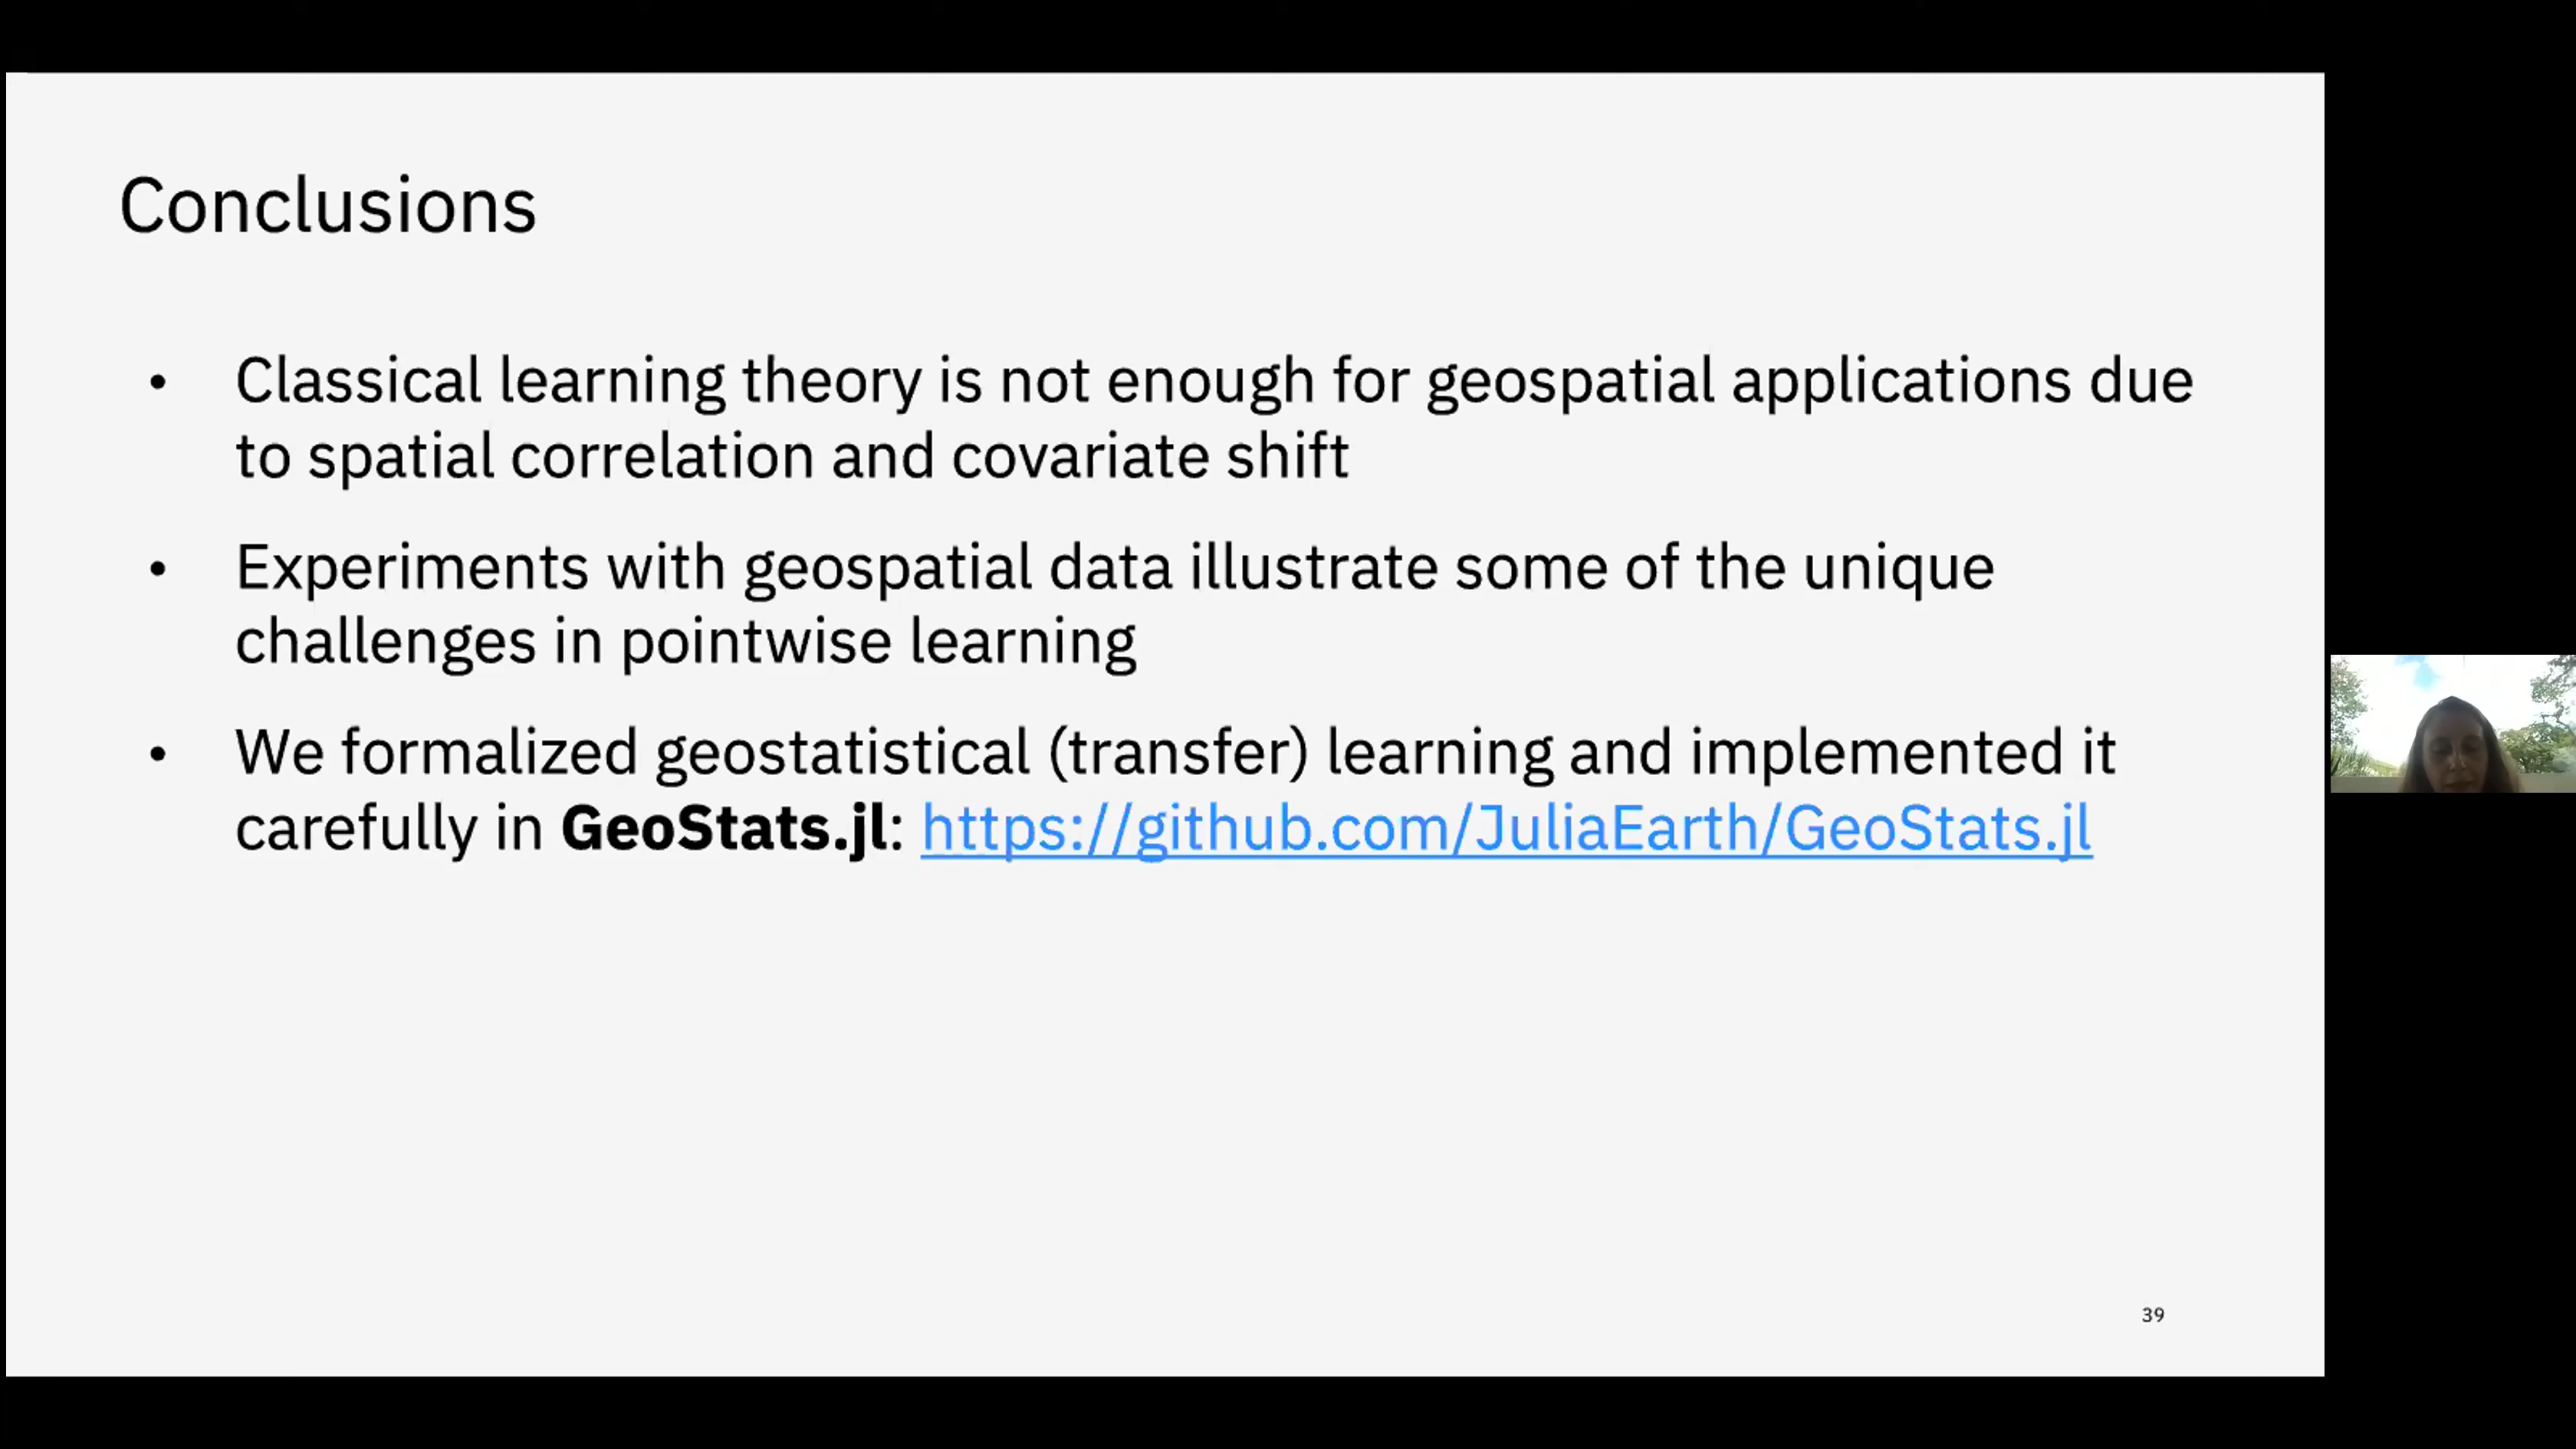 Conclusions
• Classical learning theory is not enough for geospatial applications due
to spatial correlation and covariate shift
• Experiments with geospatial data illustrate some of the unique
challenges in pointwise learning
• We formalized geostatistical (transfer) learning and implemented it
carefully in GeoStats.jl: https://github.com/JuliaEarth/GeoStats.jl
39